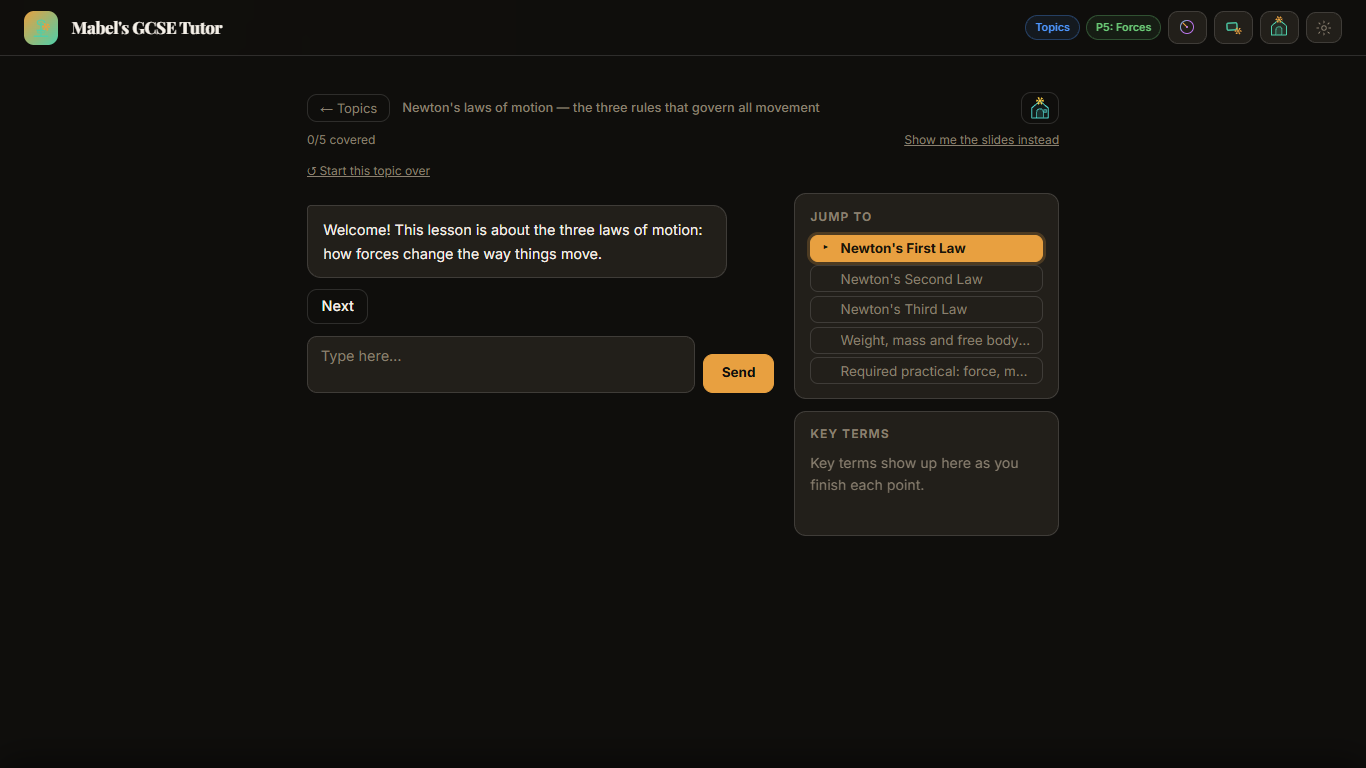 Mabel's GCSE Tutor
Topics
P5: Forces
← Topics
Newton's laws of motion — the three rules that govern all movement
0/5 covered
Show me the slides instead
↺ Start this topic over
Welcome! This lesson is about the three laws of motion:
how forces change the way things move.
Next
Type here...
Send
JUMP TO
▸ Newton's First Law
Newton's Second Law
Newton's Third Law
Weight, mass and free body...
Required practical: force, m...
KEY TERMS
Key terms show up here as you
finish each point.